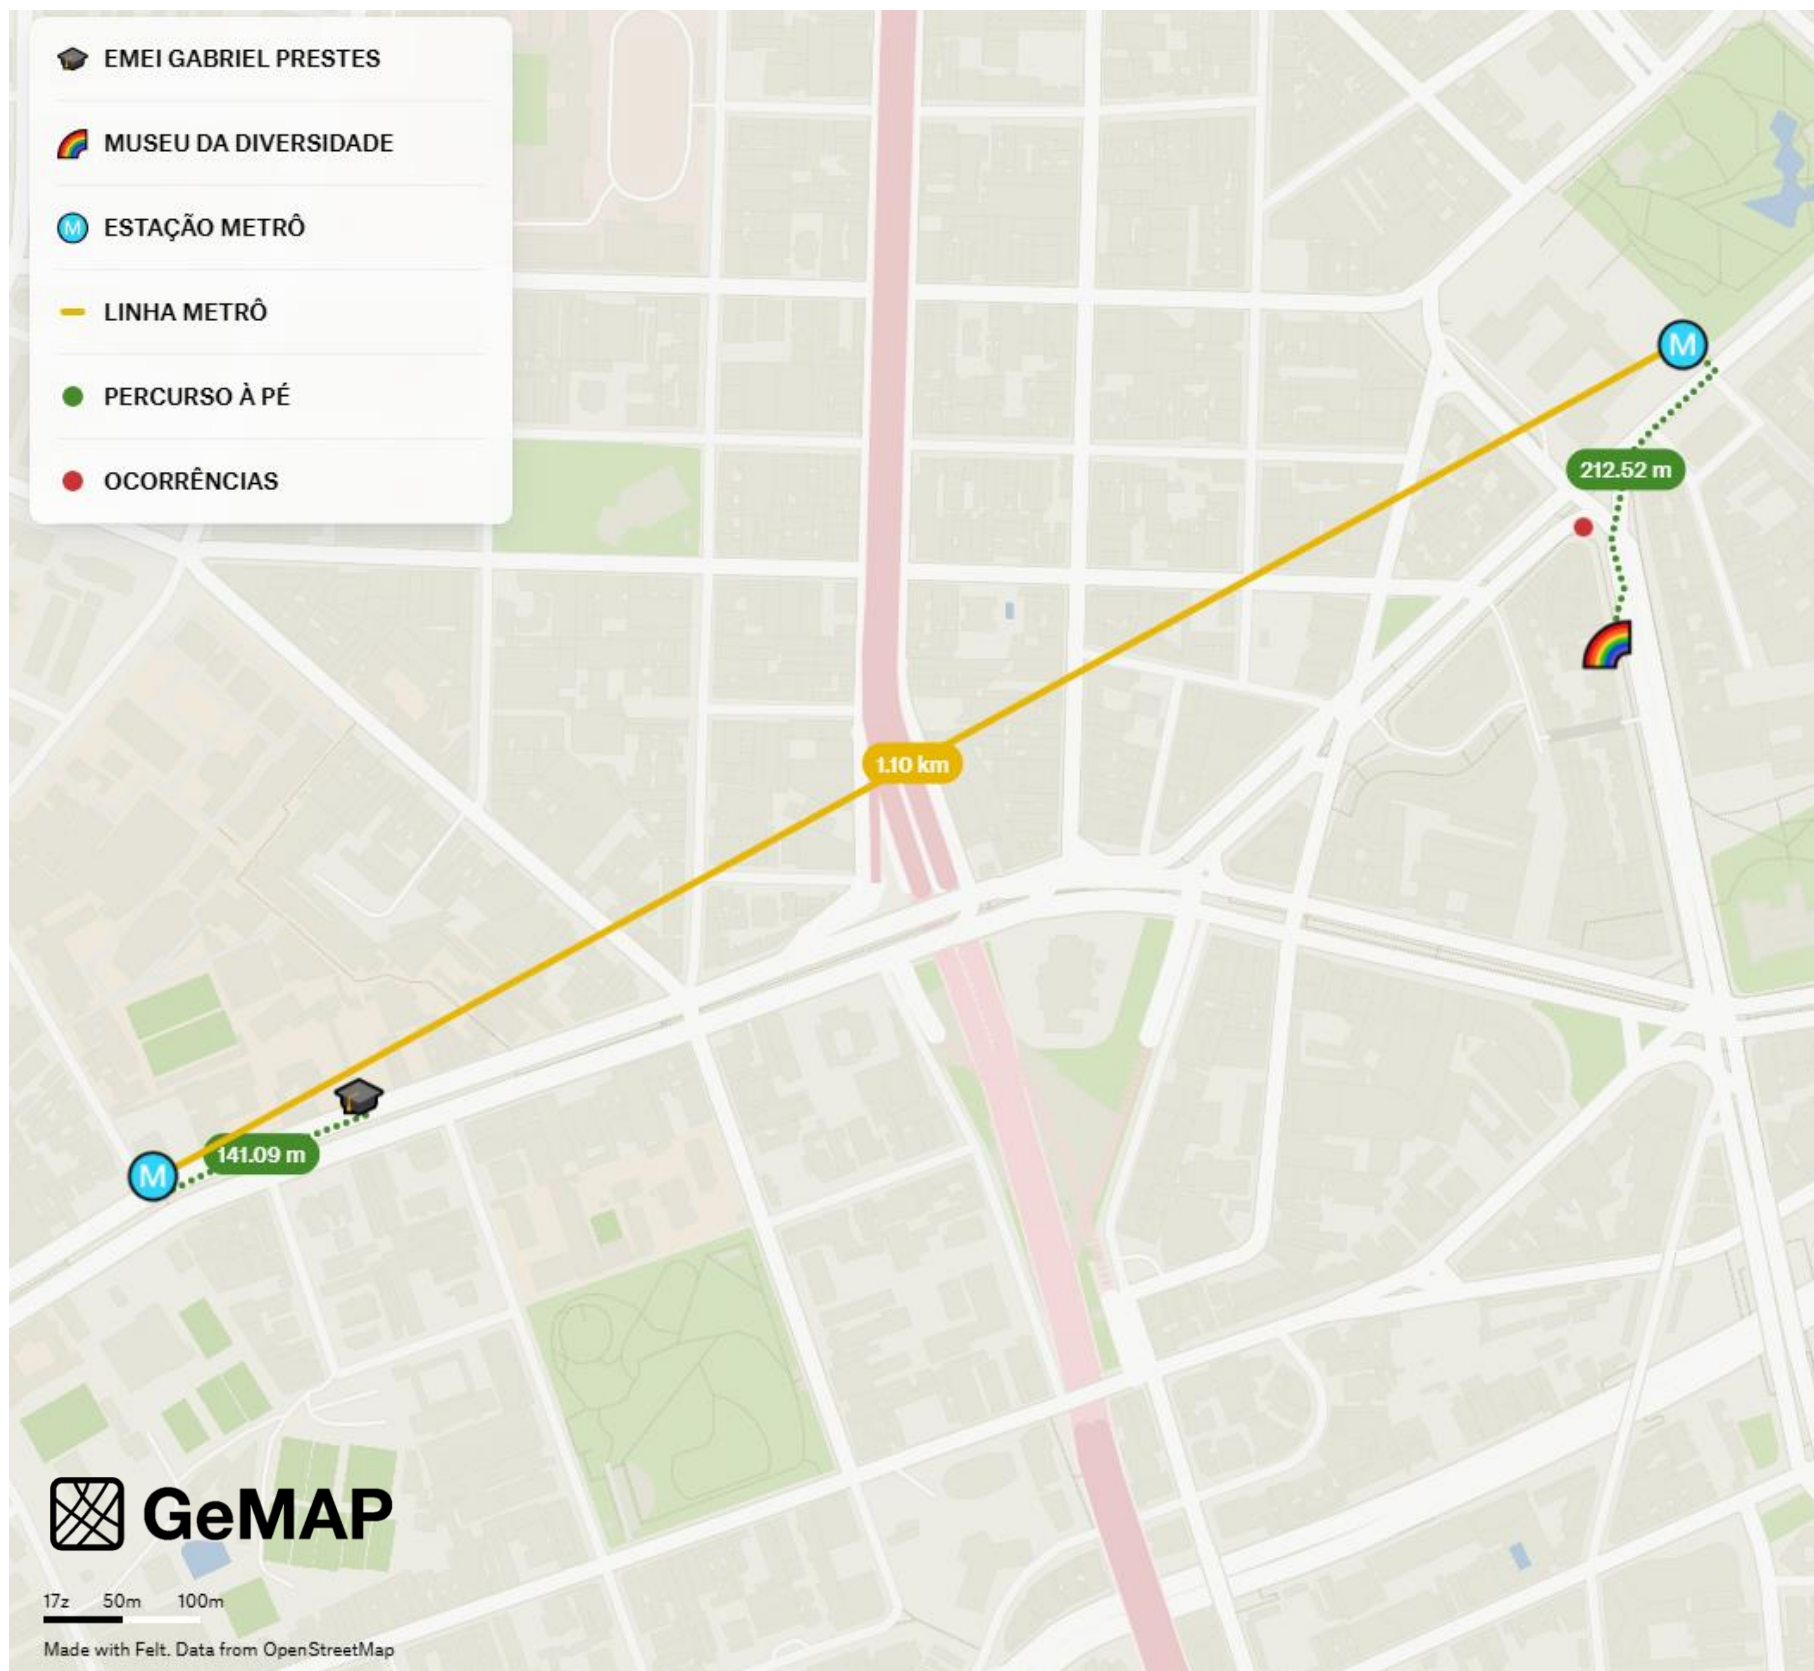 EMEI GABRIEL PRESTES
MUSEU DA DIVERSIDADE
M ESTAÇÃO METRÔ
LINHA METRÔ
PERCURSO À PÉ
OCORRÊNCIAS
M
212.52 m
1.10 km
141.09 m
M
GeMAP
17z 50m 100m
Made with Felt. Data from OpenStreetMap